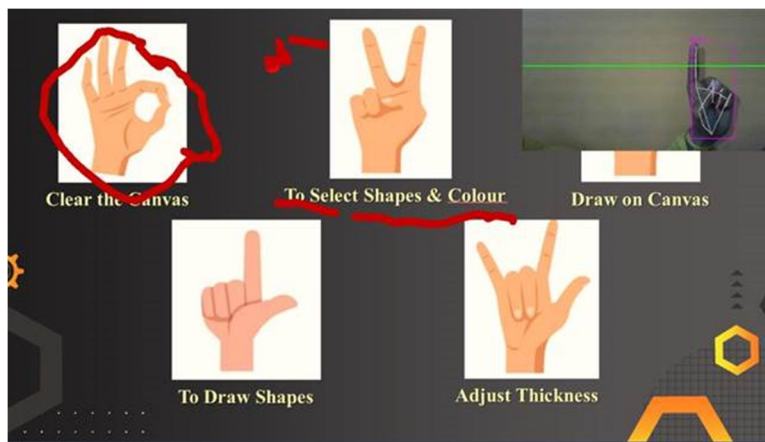 Clear the Canvas
To Select Shapes & Colour
Draw on Canvas
To Draw Shapes
Adjust Thickness